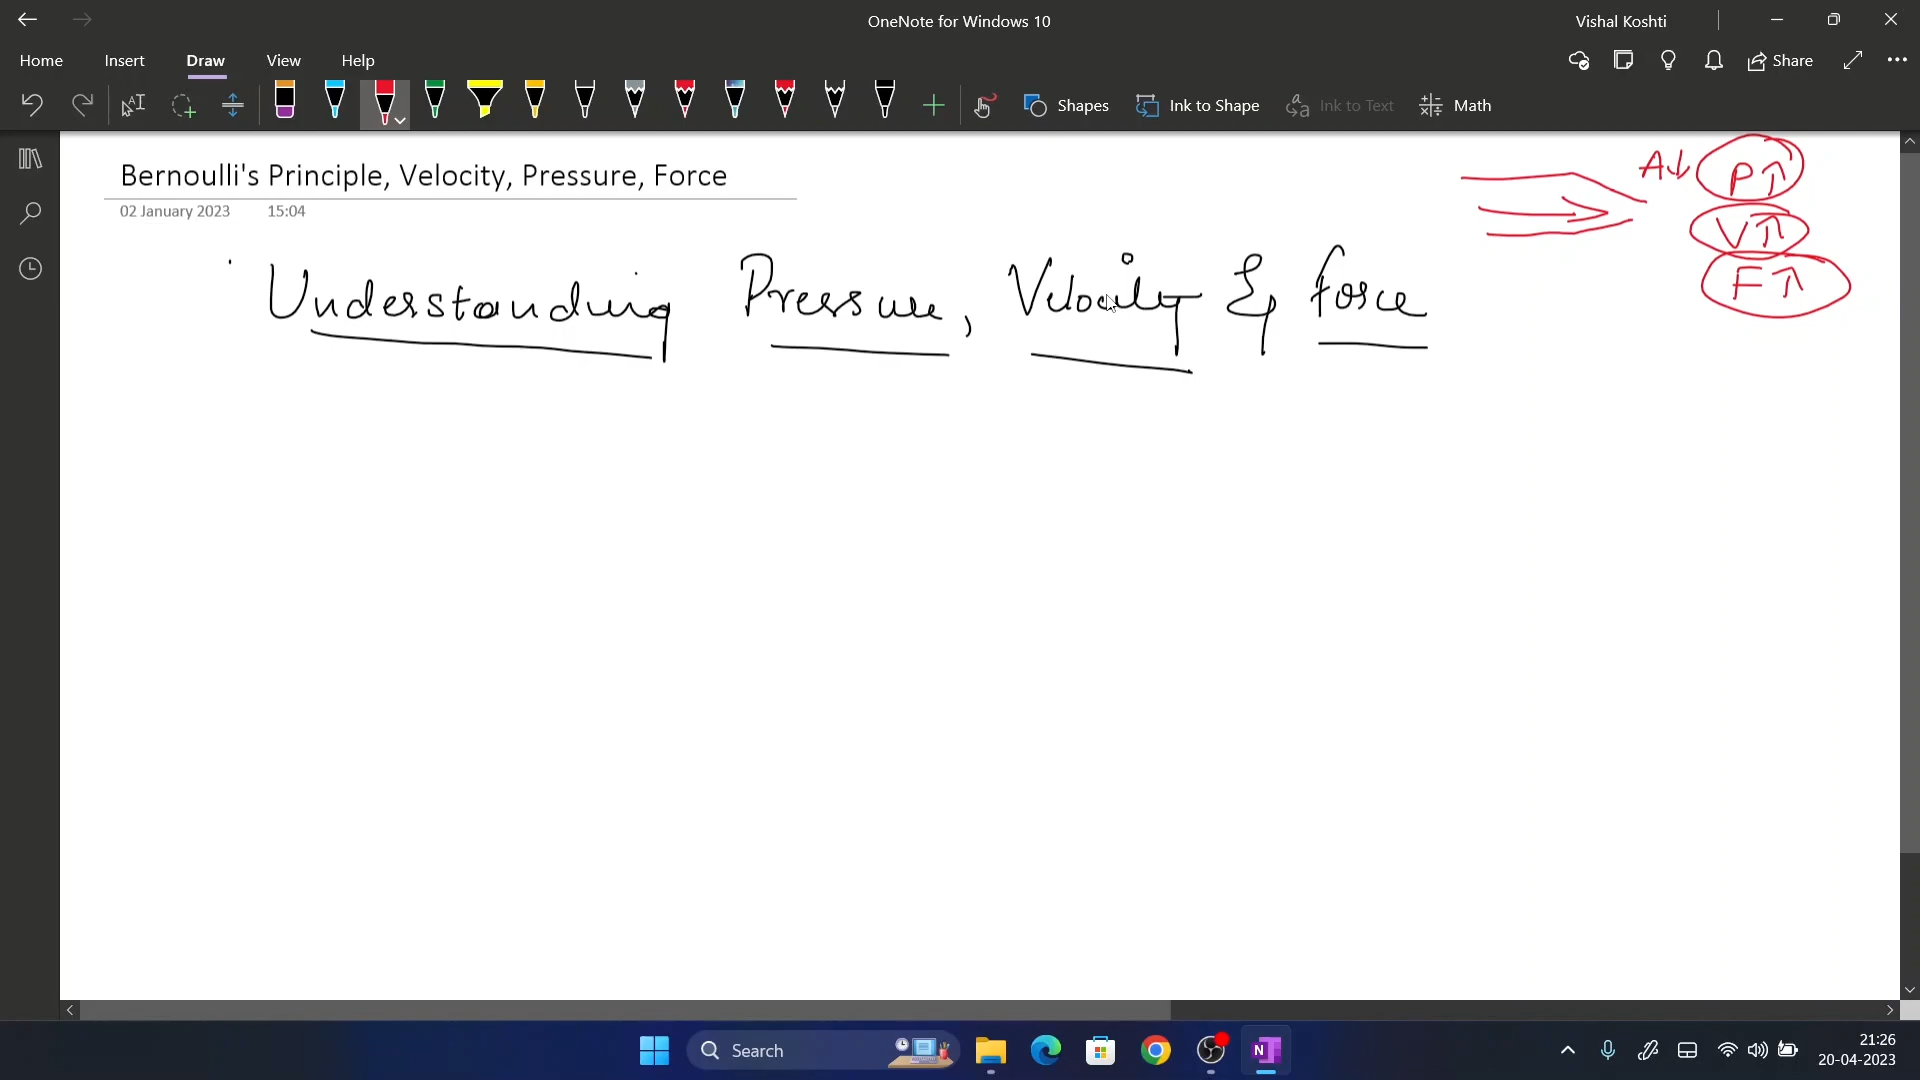 OneNote for Windows 10
Vishal Koshti
Home Insert Draw View Help
Share
Shapes Ink to Shape Ink to Text Math
Bernoulli's Principle, Velocity, Pressure, Force
02 January 2023 15:04
A↓ P↑
V↑
F↑
Understanding Pressure, Velocity & force
Search
21:26
20-04-2023